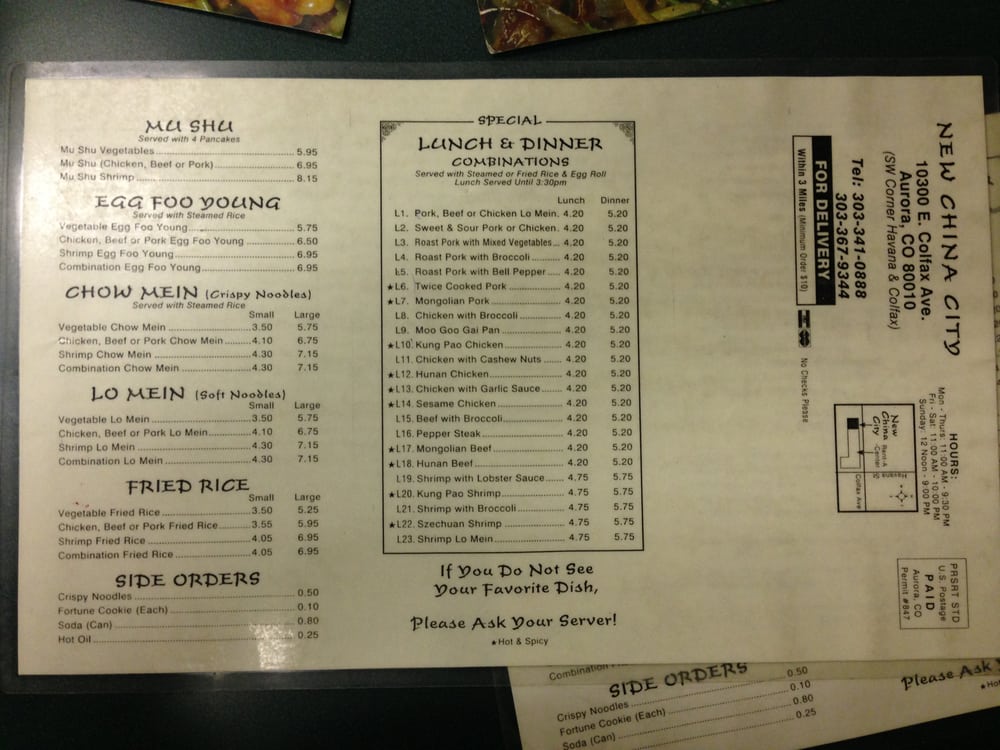 MU SHU
Served with 4 Pancakes
Mu Shu Vegetables 5.95
Mu Shu (Chicken, Beef or Pork) 6.95
Mu Shu Shrimp 8.15
EGG FOO YOUNG
Served with Steamed Rice
Vegetable Egg Foo Young 5.75
Chicken, Beef or Pork Egg Foo Young 6.50
Shrimp Egg Foo Young 6.95
Combination Egg Foo Young 6.95
CHOW MEIN (Crispy Noodles)
Served with Steamed Rice
Small Large
Vegetable Chow Mein 3.50 5.75
Chicken, Beef or Pork Chow Mein 4.10 6.75
Shrimp Chow Mein 4.30 7.15
Combination Chow Mein 4.30 7.15
LO MEIN (Soft Noodles)
Small Large
Vegetable Lo Mein 3.50 5.75
Chicken, Beef or Pork Lo Mein 4.10 6.75
Shrimp Lo Mein 4.30 7.15
Combination Lo Mein 4.30 7.15
FRIED RICE
Small Large
Vegetable Fried Rice 3.50 5.25
Chicken, Beef or Pork Fried Rice 3.55 5.95
Shrimp Fried Rice 4.05 6.95
Combination Fried Rice 4.05 6.95
SIDE ORDERS
Crispy Noodles 0.50
Fortune Cookie (Each) 0.10
Soda (Can) 0.80
Hot Oil 0.25
SPECIAL
LUNCH & DINNER
COMBINATIONS
Served with Steamed or Fried Rice & Egg Roll
Lunch Served Until 3:30pm
Lunch Dinner
L1. Pork, Beef or Chicken Lo Mein. 4.20 5.20
L2. Sweet & Sour Pork or Chicken. 4.20 5.20
L3. Roast Pork with Mixed Vegetables... 4.20 5.20
L4. Roast Pork with Broccoli 4.20 5.20
L5. Roast Pork with Bell Pepper 4.20 5.20
★L6. Twice Cooked Pork 4.20 5.20
★L7. Mongolian Pork 4.20 5.20
L8. Chicken with Broccoli 4.20 5.20
L9. Moo Goo Gai Pan 4.20 5.20
★L10. Kung Pao Chicken 4.20 5.20
L11. Chicken with Cashew Nuts 4.20 5.20
★L12. Hunan Chicken 4.20 5.20
★L13. Chicken with Garlic Sauce 4.20 5.20
★L14. Sesame Chicken 4.20 5.20
L15. Beef with Broccoli 4.20 5.20
L16. Pepper Steak 4.20 5.20
★L17. Mongolian Beef 4.20 5.20
★L18. Hunan Beef 4.20 5.20
L19. Shrimp with Lobster Sauce 4.75 5.75
★L20. Kung Pao Shrimp 4.75 5.75
L21. Shrimp with Broccoli 4.75 5.75
★L22. Szechuan Shrimp 4.75 5.75
L23. Shrimp Lo Mein 4.75 5.75
If You Do Not See
Your Favorite Dish,
Please Ask Your Server!
★Hot & Spicy
NEW CHINA CITY
10300 E. Colfax Ave.
Aurora, CO 80010
(SW Corner Havana & Colfax)
Tel: 303-341-0888
303-367-9344
FOR DELIVERY
Within 3 Miles (Minimum Order $10)
No Checks Please
HOURS:
Mon - Thurs: 11:00 AM - 9:30 PM
Fri - Sat: 11:00 AM - 10:00 PM
Sunday: 12 Noon - 9:00 PM
New
China
City
Rent-A
-Center
Colfax Ave
PRSRT STD
U.S. Postage
PAID
Aurora, CO
Permit #847
SIDE ORDERS
Crispy Noodles 0.50
Fortune Cookie (Each) 0.10
Soda (Can) 0.80
0.25
Please Ask